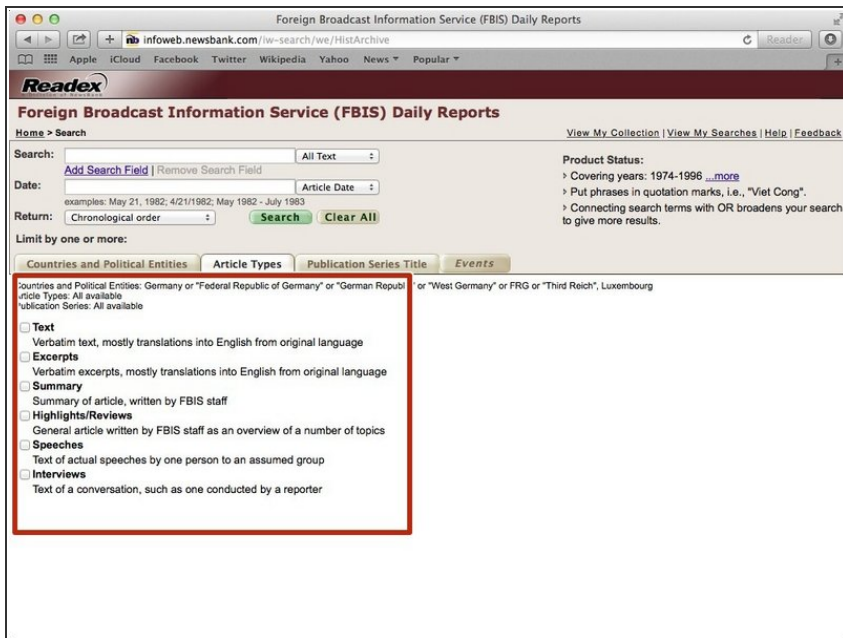 Foreign Broadcast Information Service (FBIS) Daily Reports
nb infoweb.newsbank.com/iw-search/we/HistArchive
Reader
Apple iCloud Facebook Twitter Wikipedia Yahoo News Popular
Readex
Foreign Broadcast Information Service (FBIS) Daily Reports
Home > Search
View My Collection | View My Searches | Help | Feedback
Search:
All Text
Add Search Field | Remove Search Field
Date:
Article Date
examples: May 21, 1982; 4/21/1982; May 1982 - July 1983
Return:
Chronological order
Search
Clear All
Product Status:
› Covering years: 1974-1996 ...more
› Put phrases in quotation marks, i.e., "Viet Cong".
› Connecting search terms with OR broadens your search
to give more results.
Limit by one or more:
Countries and Political Entities
Article Types
Publication Series Title
Events
Countries and Political Entities: Germany or "Federal Republic of Germany" or "German Republ " or "West Germany" or FRG or "Third Reich", Luxembourg
Article Types: All available
Publication Series: All available
Text
Verbatim text, mostly translations into English from original language
Excerpts
Verbatim excerpts, mostly translations into English from original language
Summary
Summary of article, written by FBIS staff
Highlights/Reviews
General article written by FBIS staff as an overview of a number of topics
Speeches
Text of actual speeches by one person to an assumed group
Interviews
Text of a conversation, such as one conducted by a reporter